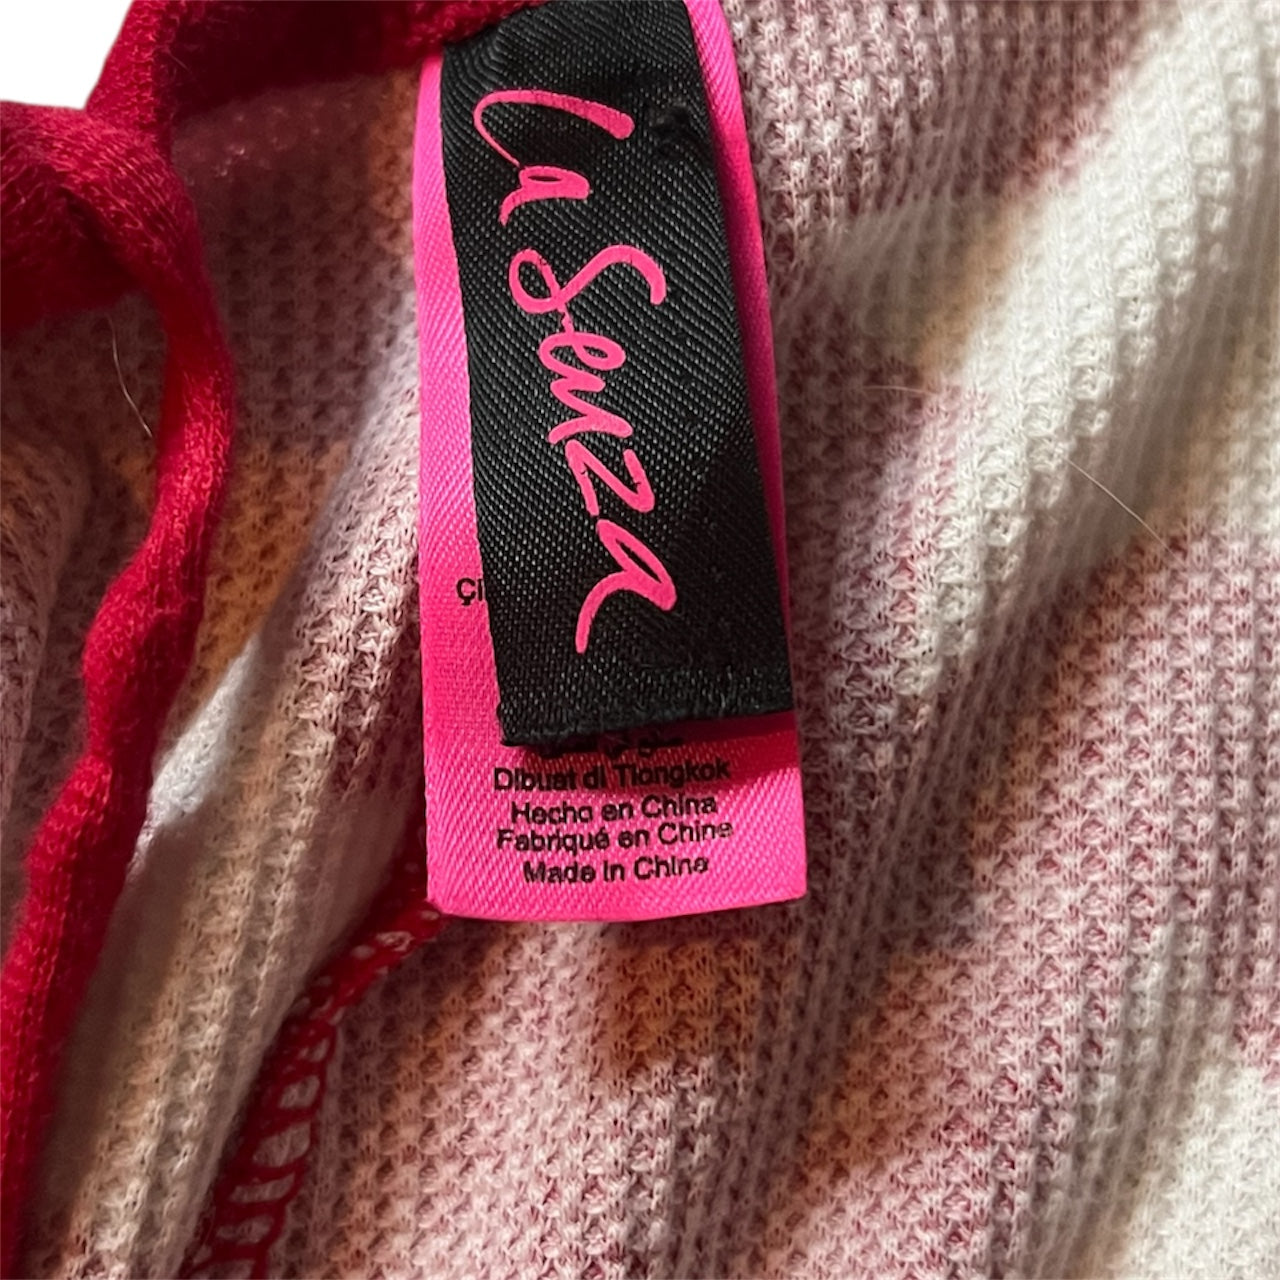 La Senza
Dibuat di Tiongkok
Hecho en China
Fabriqué en Chine
Made in China